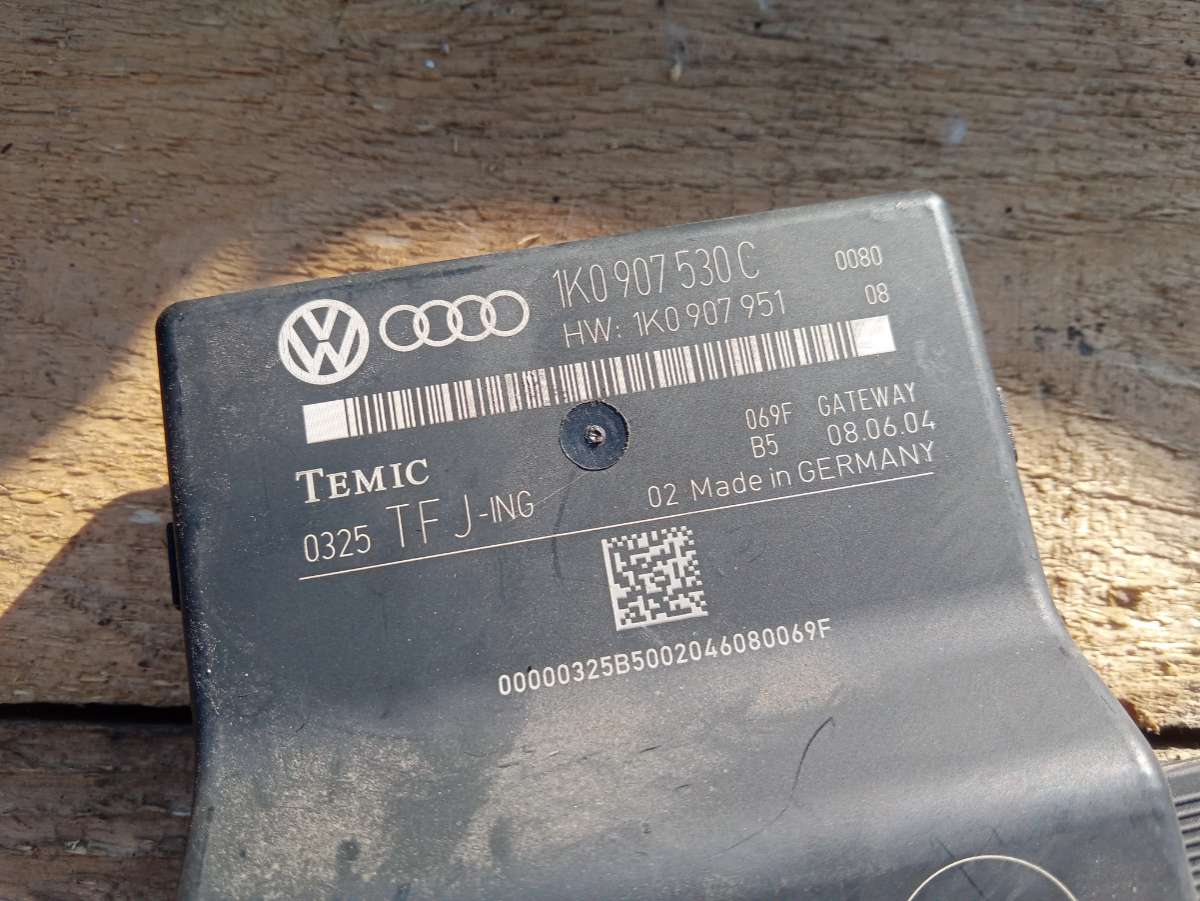 1K0 907 530 C 0080
HW: 1K0 907 951 08
069F GATEWAY
B5 08.06.04
TEMIC
0325 TFJ-ING 02 Made in GERMANY
00000325B5002046080069F